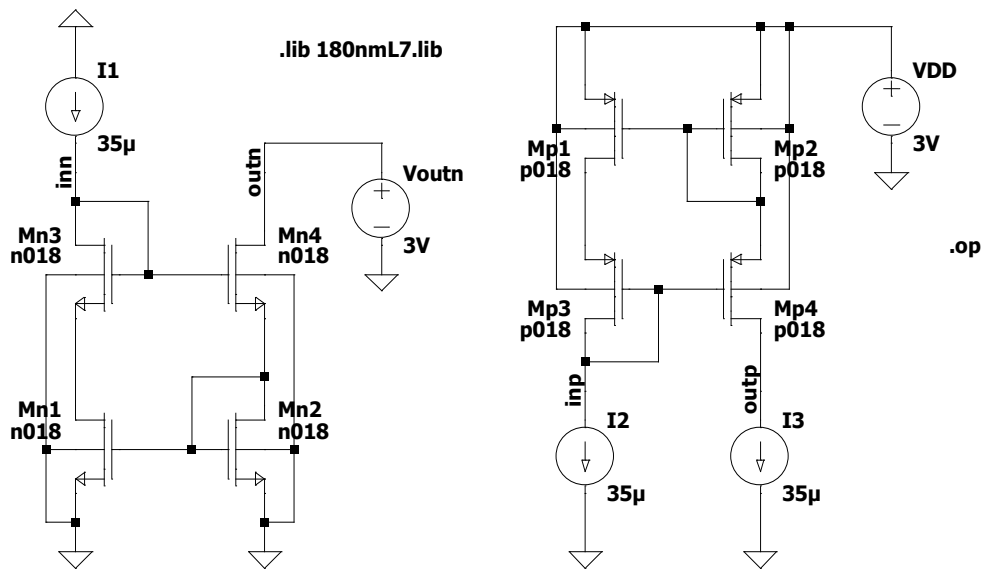 .lib 180nmL7.lib
I1
35µ
inn
outn
Voutn
3V
Mn3
n018
Mn4
n018
Mn1
n018
Mn2
n018
VDD
3V
Mp1
p018
Mp2
p018
.op
Mp3
p018
Mp4
p018
inp
outp
I2
35µ
I3
35µ